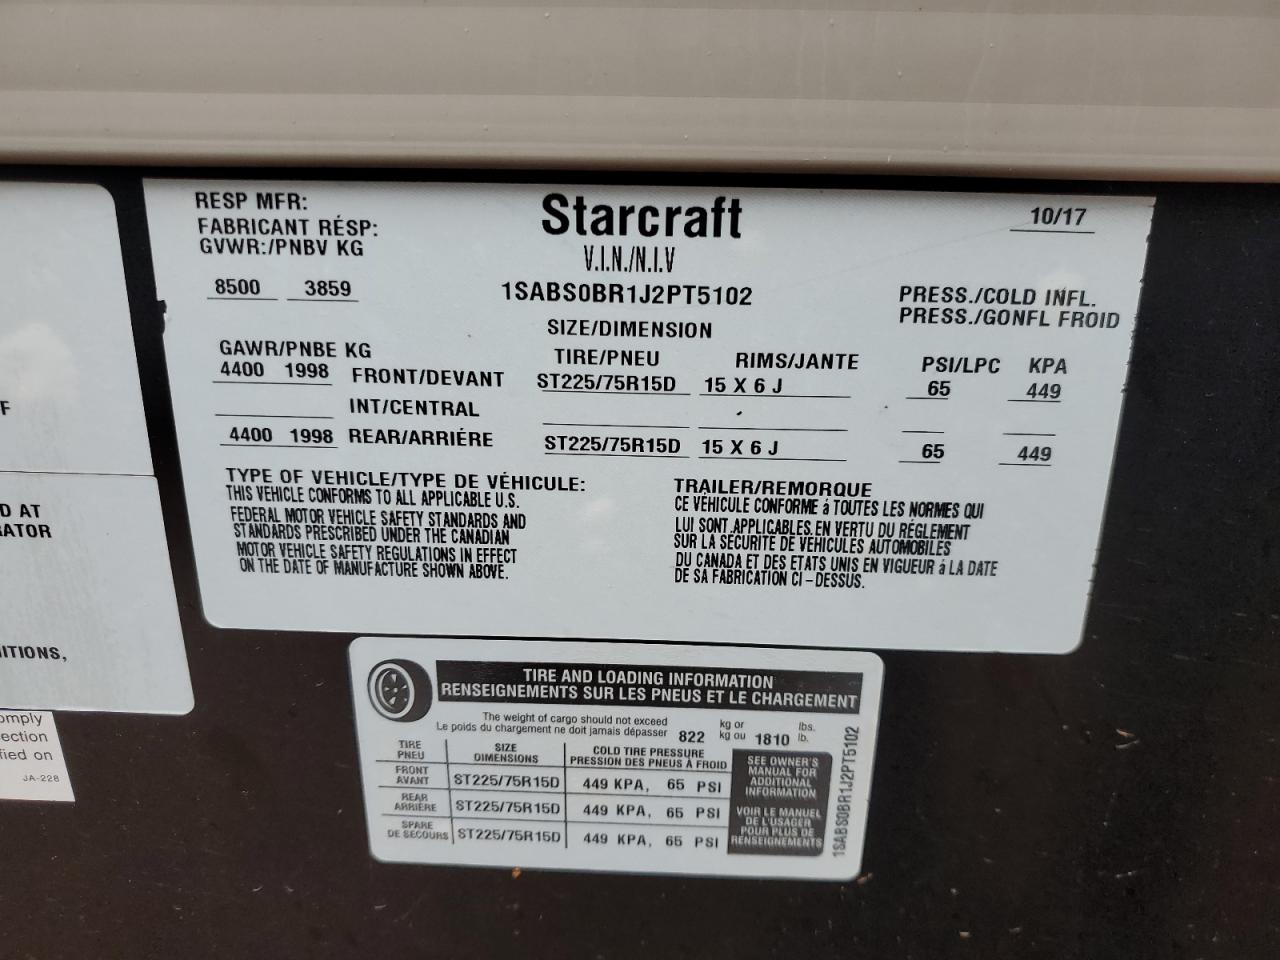 RESP MFR:
FABRICANT RÉSP:
GVWR:/PNBV KG
Starcraft
10/17
V.I.N./N.I.V
8500 3859
1SABS0BR1J2PT5102
PRESS./COLD INFL.
PRESS./GONFL FROID
SIZE/DIMENSION
GAWR/PNBE KG
TIRE/PNEU RIMS/JANTE PSI/LPC KPA
4400 1998 FRONT/DEVANT ST225/75R15D 15 X 6 J 65 449
INT/CENTRAL
4400 1998 REAR/ARRIÉRE ST225/75R15D 15 X 6 J 65 449
TYPE OF VEHICLE/TYPE DE VÉHICULE: TRAILER/REMORQUE
THIS VEHICLE CONFORMS TO ALL APPLICABLE U.S.
FEDERAL MOTOR VEHICLE SAFETY STANDARDS AND
STANDARDS PRESCRIBED UNDER THE CANADIAN
MOTOR VEHICLE SAFETY REGULATIONS IN EFFECT
ON THE DATE OF MANUFACTURE SHOWN ABOVE.
CE VÉHICULE CONFORME á TOUTES LES NORMES QUI
LUI SONT APPLICABLES EN VERTU DU RÉGLEMENT
SUR LA SÉCURITÉ DE VÉHICULES AUTOMOBILES
DU CANADA ET DES ETATS UNIS EN VIGUEUR á LA DATE
DE SA FABRICATION CI-DESSUS.
F
D AT
ATOR
ITIONS,
omply
ection
fied on
JA-228
TIRE AND LOADING INFORMATION
RENSEIGNEMENTS SUR LES PNEUS ET LE CHARGEMENT
The weight of cargo should not exceed
Le poids du chargement ne doit jamais dépasser
822 kg or
kg ou 1810 lbs.
lb.
TIRE
PNEU
SIZE
DIMENSIONS
COLD TIRE PRESSURE
PRESSION DES PNEUS À FROID
FRONT
AVANT
ST225/75R15D 449 KPA, 65 PSI
REAR
ARRIÈRE
ST225/75R15D 449 KPA, 65 PSI
SPARE
DE SECOURS
ST225/75R15D 449 KPA, 65 PSI
SEE OWNER'S
MANUAL FOR
ADDITIONAL
INFORMATION
VOIR LE MANUEL
DE L'USAGER
POUR PLUS DE
RENSEIGNEMENTS
1SABS0BR1J2PT5102